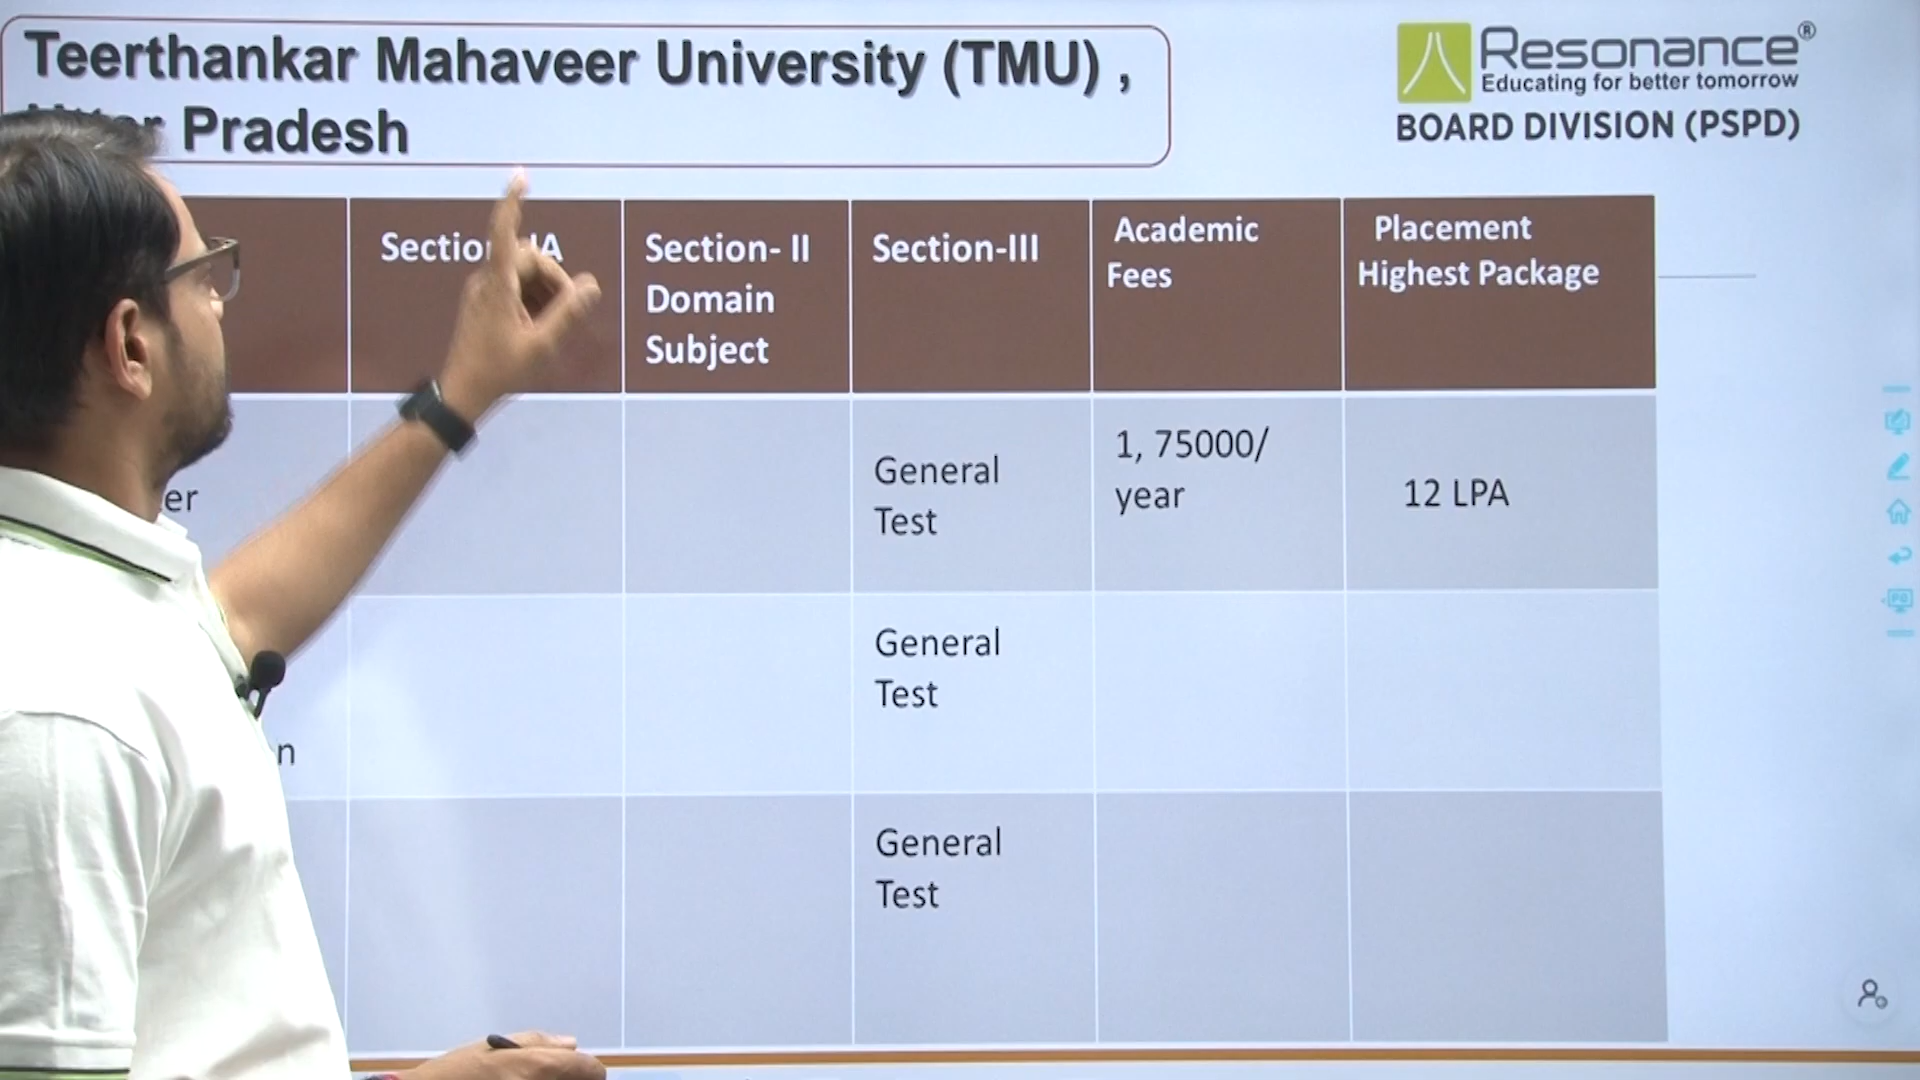 Teerthankar Mahaveer University (TMU) ,
Pradesh
Resonance®
Educating for better tomorrow
BOARD DIVISION (PSPD)
Section- II
Domain
Subject
Section-III
Academic
Fees
Placement
Highest Package
General
Test
1, 75000/
year
12 LPA
General
Test
General
Test